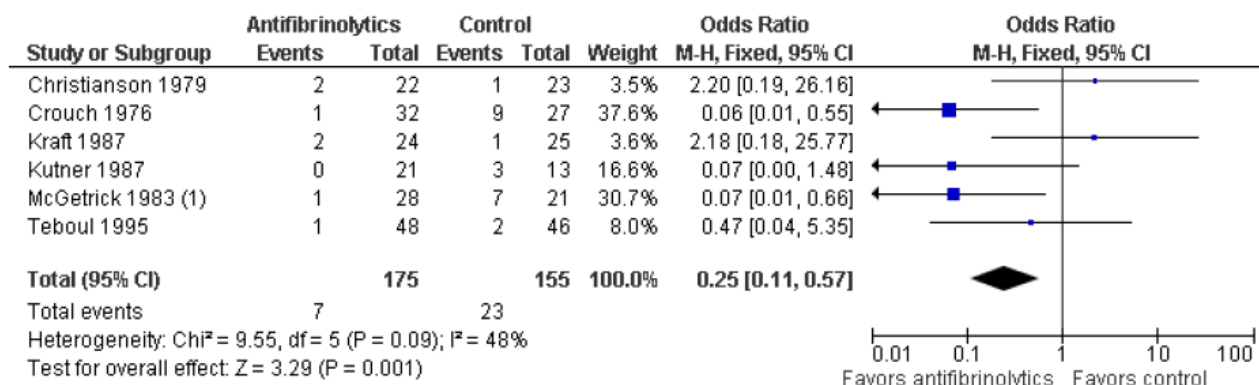 Antifibrinolytics Control Odds Ratio Odds Ratio
Study or Subgroup Events Total Events Total Weight M-H, Fixed, 95% CI M-H, Fixed, 95% CI
Christianson 1979 2 22 1 23 3.5% 2.20 [0.19, 26.16]
Crouch 1976 1 32 9 27 37.6% 0.06 [0.01, 0.55]
Kraft 1987 2 24 1 25 3.6% 2.18 [0.18, 25.77]
Kutner 1987 0 21 3 13 16.6% 0.07 [0.00, 1.48]
McGetrick 1983 (1) 1 28 7 21 30.7% 0.07 [0.01, 0.66]
Teboul 1995 1 48 2 46 8.0% 0.47 [0.04, 5.35]
Total (95% CI) 175 155 100.0% 0.25 [0.11, 0.57]
Total events 7 23
Heterogeneity: Chi² = 9.55, df = 5 (P = 0.09); I² = 48%
Test for overall effect: Z = 3.29 (P = 0.001)
0.01 0.1 1 10 100
Favors antifibrinolytics Favors control